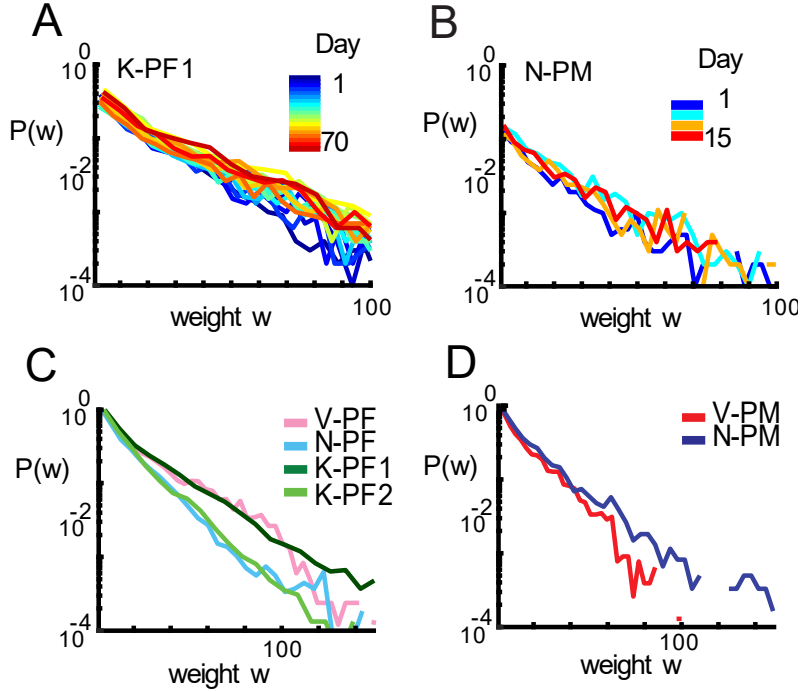 A
K-PF1
Day
1
70
10^0
P(w)
10^-2
10^-4
weight w
100
B
N-PM
Day
1
15
10^0
P(w)
10^-2
10^-4
weight w
100
C
V-PF
N-PF
K-PF1
K-PF2
10^0
P(w)
10^-2
10^-4
100
weight w
D
V-PM
N-PM
10^0
P(w)
10^-2
10^-4
100
weight w